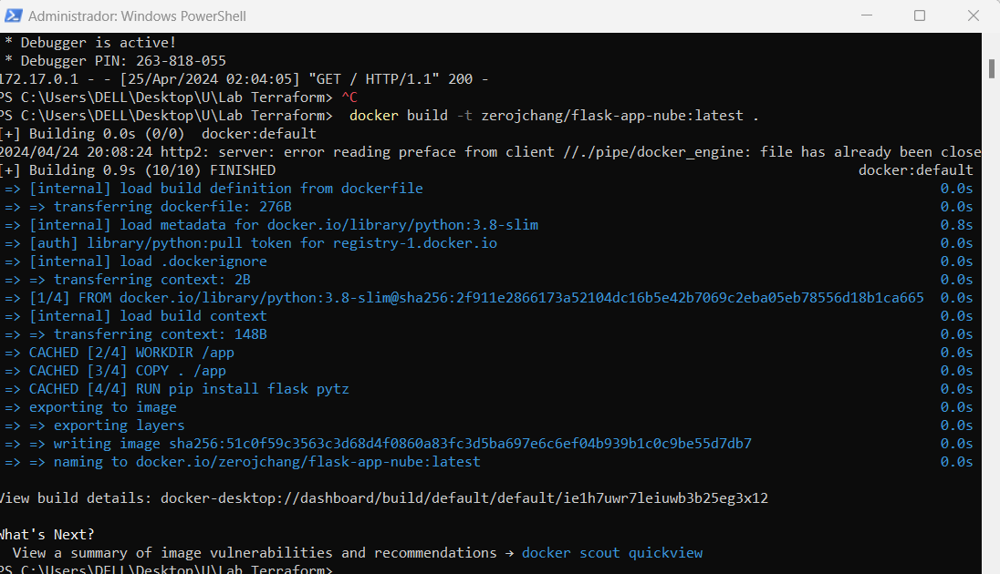 Administrador: Windows PowerShell
* Debugger is active!
* Debugger PIN: 263-818-055
172.17.0.1 - - [25/Apr/2024 02:04:05] "GET / HTTP/1.1" 200 -
PS C:\Users\DELL\Desktop\U\Lab Terraform> ^C
PS C:\Users\DELL\Desktop\U\Lab Terraform>  docker build -t zerojchang/flask-app-nube:latest .
[+] Building 0.0s (0/0)  docker:default
2024/04/24 20:08:24 http2: server: error reading preface from client //./pipe/docker_engine: file has already been close
[+] Building 0.9s (10/10) FINISHED docker:default
=> [internal] load build definition from dockerfile 0.0s
=> => transferring dockerfile: 276B 0.0s
=> [internal] load metadata for docker.io/library/python:3.8-slim 0.8s
=> [auth] library/python:pull token for registry-1.docker.io 0.0s
=> [internal] load .dockerignore 0.0s
=> => transferring context: 2B 0.0s
=> [1/4] FROM docker.io/library/python:3.8-slim@sha256:2f911e2866173a52104dc16b5e42b7069c2eba05eb78556d18b1ca665 0.0s
=> [internal] load build context 0.0s
=> => transferring context: 148B 0.0s
=> CACHED [2/4] WORKDIR /app 0.0s
=> CACHED [3/4] COPY . /app 0.0s
=> CACHED [4/4] RUN pip install flask pytz 0.0s
=> exporting to image 0.0s
=> => exporting layers 0.0s
=> => writing image sha256:51c0f59c3563c3d68d4f0860a83fc3d5ba697e6c6ef04b939b1c0c9be55d7db7 0.0s
=> => naming to docker.io/zerojchang/flask-app-nube:latest 0.0s
View build details: docker-desktop://dashboard/build/default/default/ie1h7uwr7leiuwb3b25eg3x12
What's Next?
View a summary of image vulnerabilities and recommendations → docker scout quickview
PS C:\Users\DELL\Desktop\U\Lab Terraform>